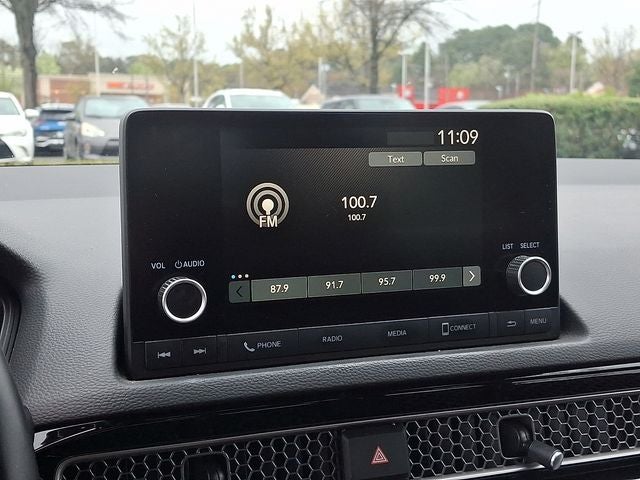 11:09
Text Scan
FM
100.7
100.7
LIST SELECT
VOL AUDIO
87.9 91.7 95.7 99.9
PHONE RADIO MEDIA CONNECT MENU